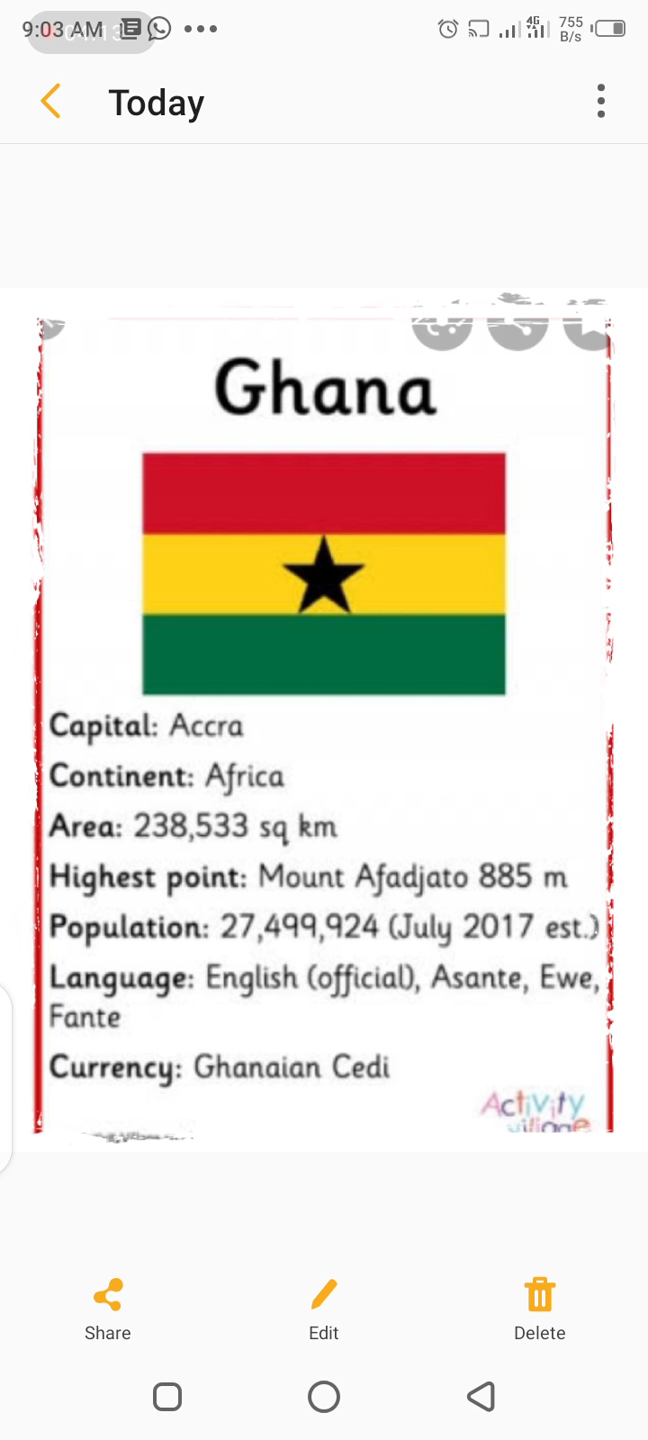 9:03 AM
4G 755
B/s
Today
Ghana
Capital: Accra
Continent: Africa
Area: 238,533 sq km
Highest point: Mount Afadjato 885 m
Population: 27,499,924 (July 2017 est.)
Language: English (official), Asante, Ewe,
Fante
Currency: Ghanaian Cedi
Activity
village
Share Edit Delete